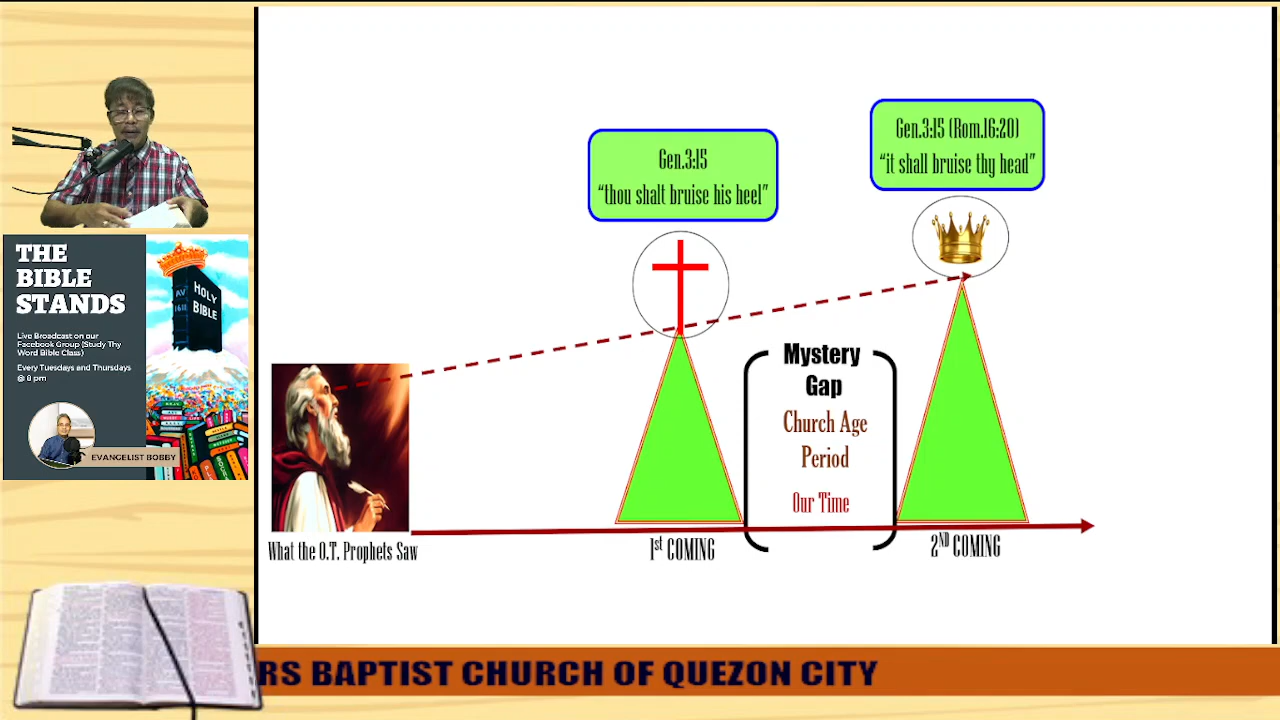 Gen.3:15
“thou shalt bruise his heel”
Gen.3:15 (Rom.16:20)
“it shall bruise thy head”
Mystery
Gap
Church Age
Period
Our Time
What the O.T. Prophets Saw
1st COMING
2ND COMING
THE
BIBLE
STANDS
Live Broadcast on our
Facebook Group (Study Thy
Word Bible Class)
Every Tuesdays and Thursdays
@ 8 pm
EVANGELIST BOBBY
AV
1611
HOLY
BIBLE
RS BAPTIST CHURCH OF QUEZON CITY